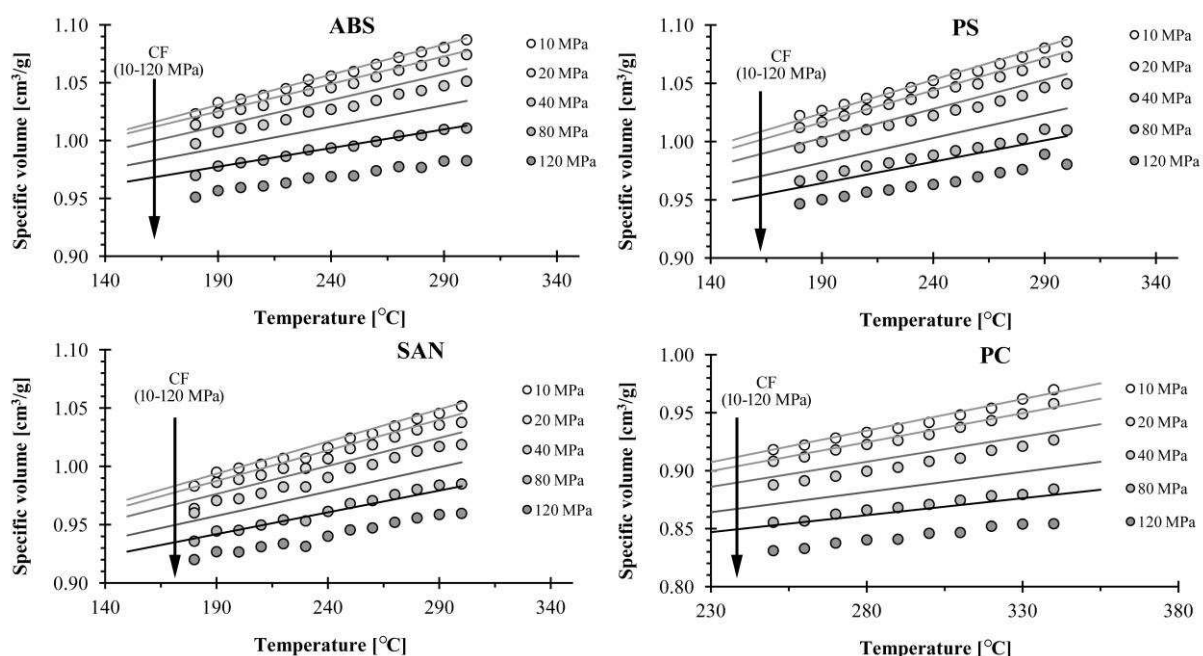 ABS
1.10
1.05
1.00
0.95
0.90
Specific volume [cm³/g]
CF
(10-120 MPa)
10 MPa
20 MPa
40 MPa
80 MPa
120 MPa
140 190 240 290 340
Temperature [°C]
PS
1.10
1.05
1.00
0.95
0.90
Specific volume [cm³/g]
CF
(10-120 MPa)
10 MPa
20 MPa
40 MPa
80 MPa
120 MPa
140 190 240 290 340
Temperature [°C]
SAN
1.10
1.05
1.00
0.95
0.90
Specific volume [cm³/g]
CF
(10-120 MPa)
10 MPa
20 MPa
40 MPa
80 MPa
120 MPa
140 190 240 290 340
Temperature [°C]
PC
1.00
0.95
0.90
0.85
0.80
Specific volume [cm³/g]
CF
(10-120 MPa)
10 MPa
20 MPa
40 MPa
80 MPa
120 MPa
230 280 330 380
Temperature [°C]